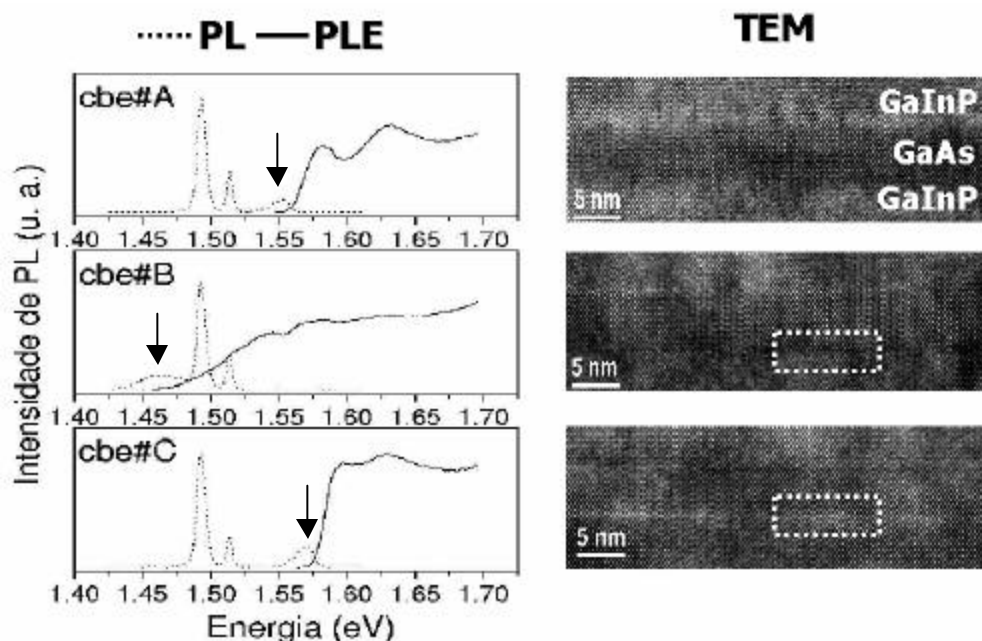 PL PLE
TEM
cbe#A
1.40 1.45 1.50 1.55 1.60 1.65 1.70
cbe#B
1.40 1.45 1.50 1.55 1.60 1.65 1.70
cbe#C
1.40 1.45 1.50 1.55 1.60 1.65 1.70
Energia (eV)
Intensidade de PL (u. a.)
GaInP
GaAs
GaInP
5 nm
5 nm
5 nm